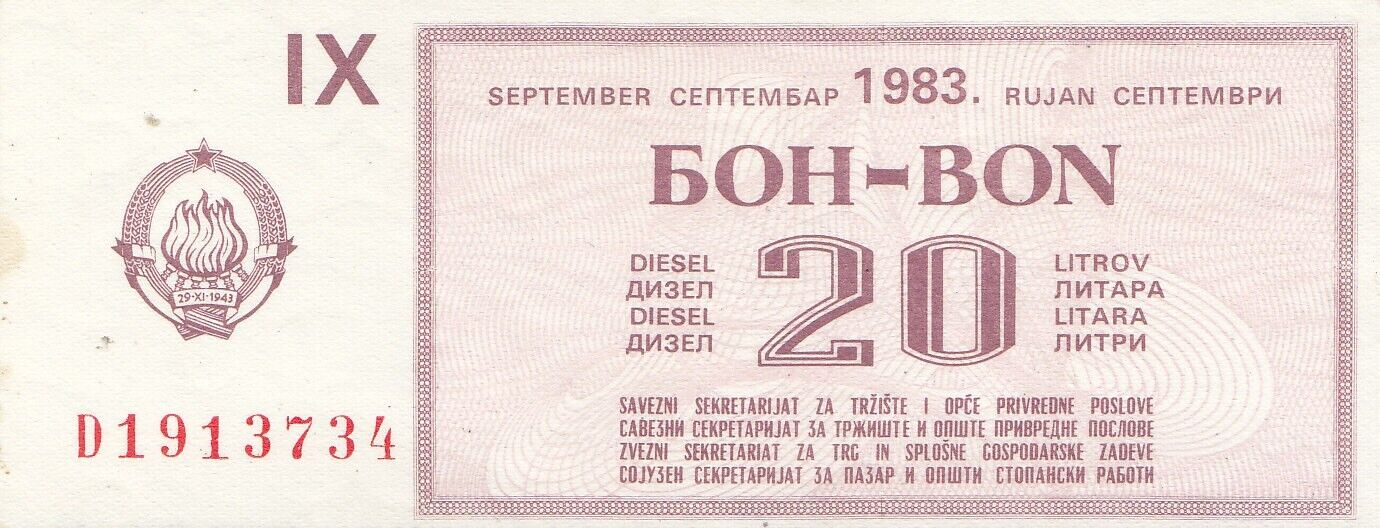 IX
SEPTEMBER СЕПТЕМБАР 1983. RUJAN СЕПТЕМВРИ
БОН-BON
DIESEL 20 LITROV
ДИЗЕЛ ЛИТАРА
DIESEL LITARA
ДИЗЕЛ ЛИТРИ
29·XI·1943
SAVEZNI SEKRETARIJAT ZA TRŽIŠTE I OPĆE PRIVREDNE POSLOVE
САВЕЗНИ СЕКРЕТАРИЈАТ ЗА ТРЖИШТЕ И ОПШТЕ ПРИВРЕДНЕ ПОСЛОВЕ
ZVEZNI SEKRETARIAT ZA TRG IN SPLOŠNE GOSPODARSKE ZADEVE
СОЈУЗЕН СЕКРЕТАРИЈАТ ЗА ПАЗАР И ОПШТИ СТОПАНСКИ РАБОТИ
D1913734